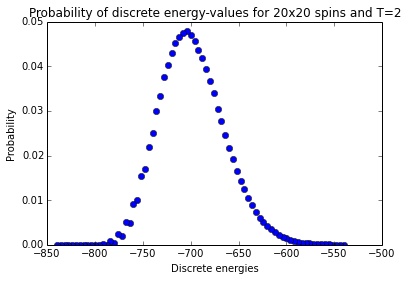 Probability of discrete energy-values for 20x20 spins and T=2
0.05
0.04
0.03
0.02
0.01
0.00
Probability
−850 −800 −750 −700 −650 −600 −550 −500
Discrete energies